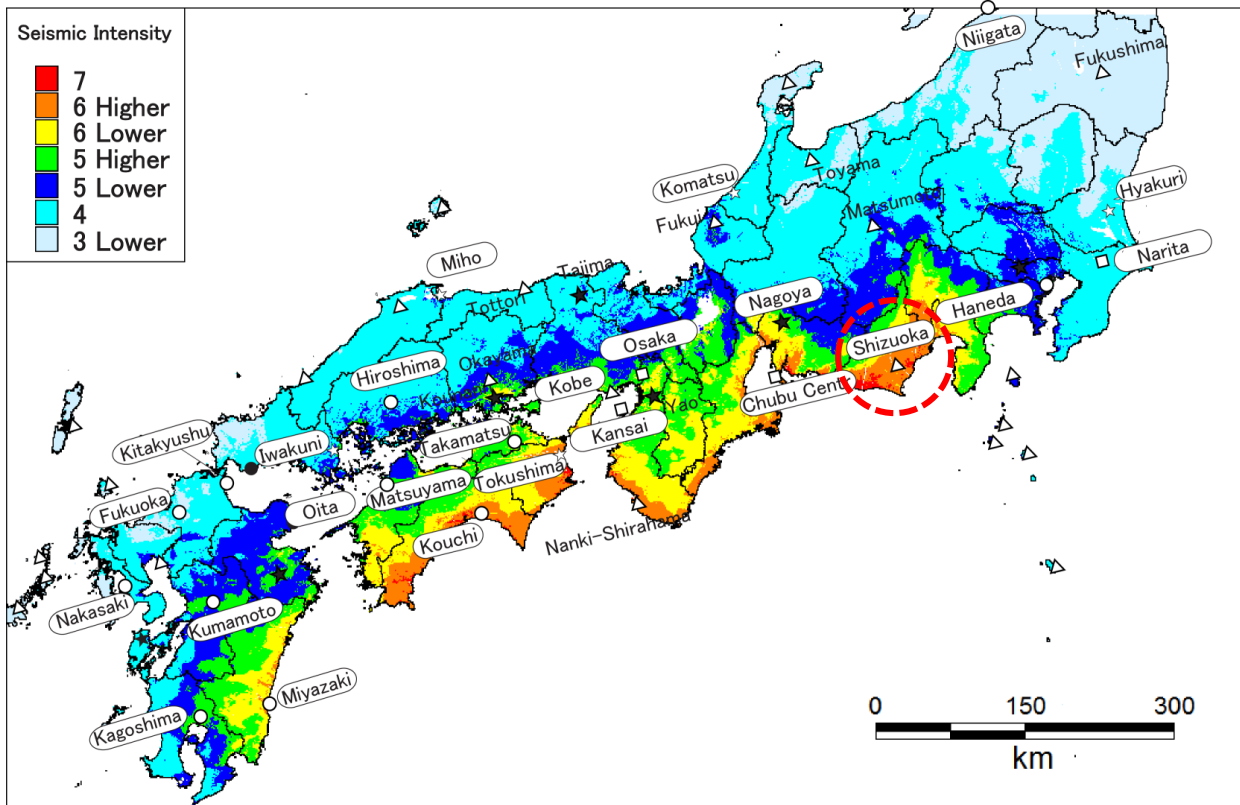 Seismic Intensity
7
6 Higher
6 Lower
5 Higher
5 Lower
4
3 Lower
Niigata
Fukushima
Toyama
Komatsu
Hyakuri
Matsumoto
Fukui
Miho
Tajima
Narita
Tottori
Nagoya
Haneda
Osaka
Shizuoka
Okayama
Hiroshima
Kobe
Chubu Cent
Yao
Kansai
Kitakyushu
Iwakuni
Takamatsu
Tokushima
Fukuoka
Oita
Matsuyama
Kouchi
Nanki-Shirahama
Nakasaki
Kumamoto
Miyazaki
Kagoshima
0 150 300
km